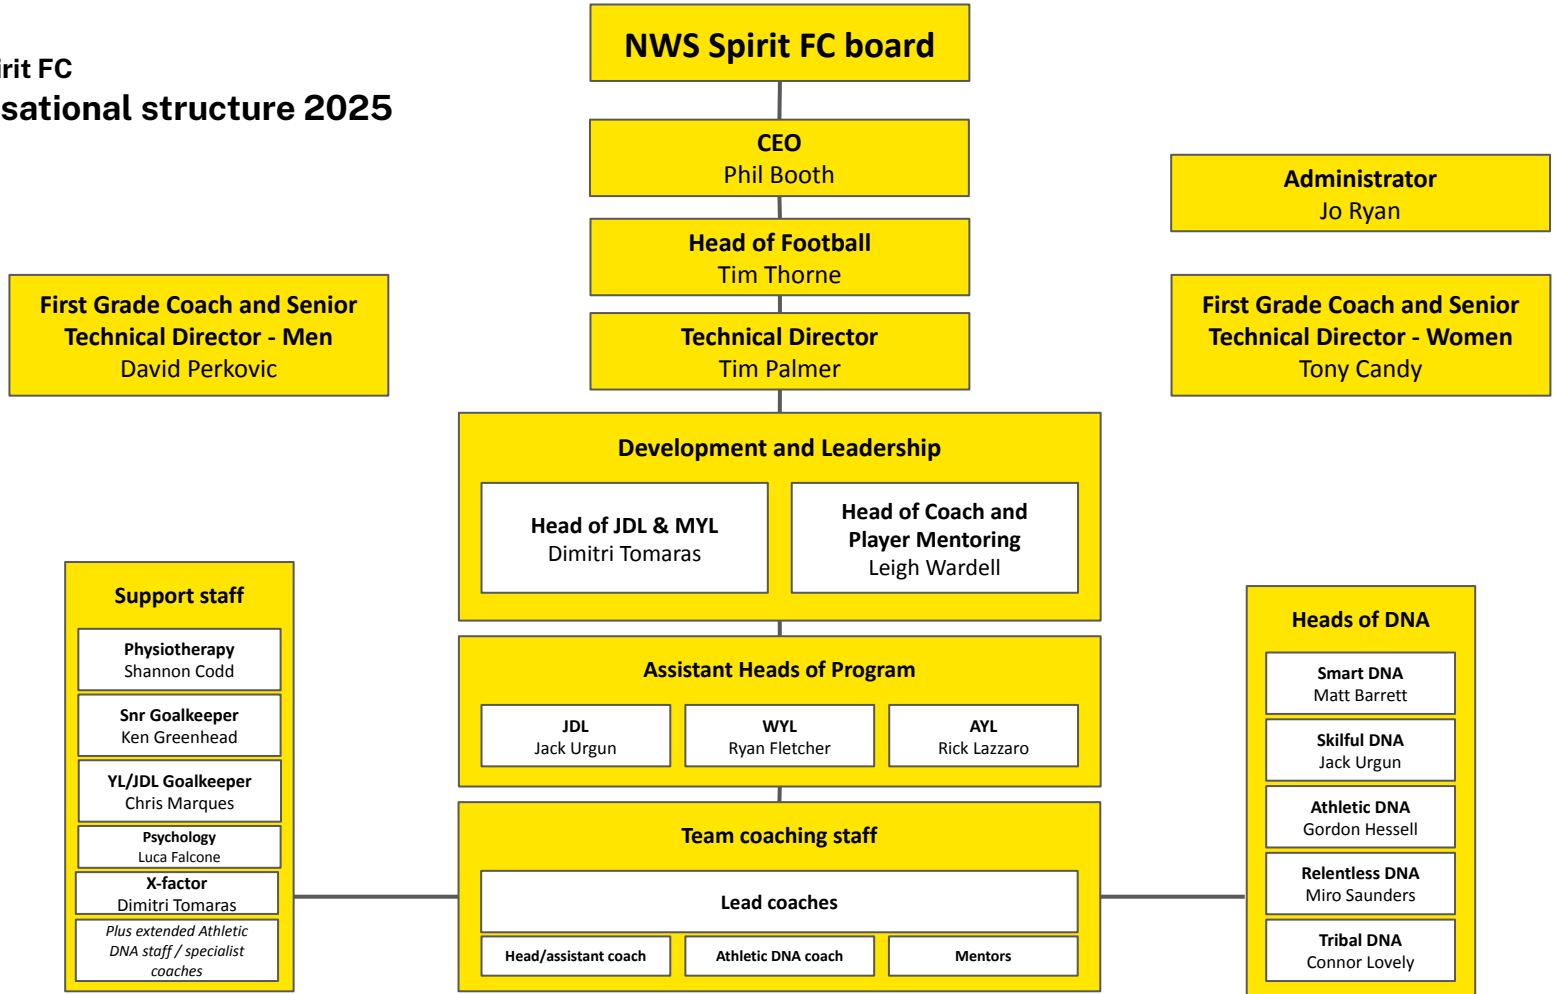 irit FC
sational structure 2025
NWS Spirit FC board
CEO
Phil Booth
Administrator
Jo Ryan
Head of Football
Tim Thorne
First Grade Coach and Senior
Technical Director - Men
David Perkovic
Technical Director
Tim Palmer
First Grade Coach and Senior
Technical Director - Women
Tony Candy
Development and Leadership
Head of JDL & MYL
Dimitri Tomaras
Head of Coach and
Player Mentoring
Leigh Wardell
Support staff
Physiotherapy
Shannon Codd
Snr Goalkeeper
Ken Greenhead
YL/JDL Goalkeeper
Chris Marques
Psychology
Luca Falcone
X-factor
Dimitri Tomaras
Plus extended Athletic
DNA staff / specialist
coaches
Assistant Heads of Program
JDL
Jack Urgun
WYL
Ryan Fletcher
AYL
Rick Lazzaro
Team coaching staff
Lead coaches
Head/assistant coach
Athletic DNA coach
Mentors
Heads of DNA
Smart DNA
Matt Barrett
Skilful DNA
Jack Urgun
Athletic DNA
Gordon Hessell
Relentless DNA
Miro Saunders
Tribal DNA
Connor Lovely